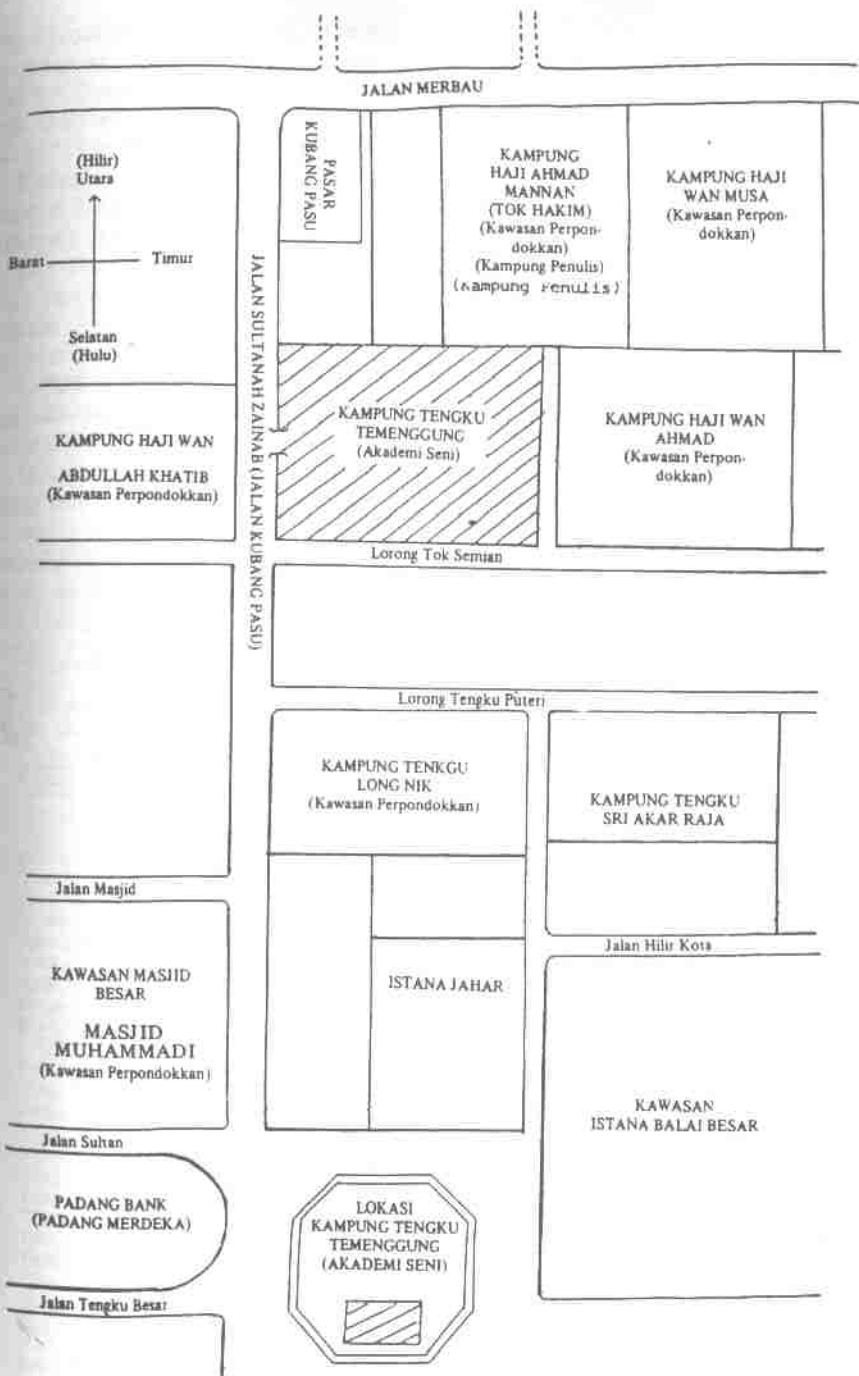 JALAN MERBAU
(Hilir)
Utara
Barat
Timur
Selatan
(Hulu)
PASAR
KUBANG PASU
KAMPUNG
HAJI AHMAD
MANNAN
(TOK HAKIM)
(Kawasan Perpon-
dokkan)
(Kampung Penulis)
(Kampung Penulis)
KAMPUNG HAJI
WAN MUSA
(Kawasan Perpon-
dokkan)
JALAN SULTANAH ZAINAB (JALAN KUBANG PASU)
KAMPUNG HAJI WAN
ABDULLAH KHATIB
(Kawasan Perpondokkan)
KAMPUNG TENGKU
TEMENGGUNG
(Akademi Seni)
KAMPUNG HAJI WAN
AHMAD
(Kawasan Perpon-
dokkan)
Lorong Tok Semian
Lorong Tengku Puteri
KAMPUNG TENKGU
LONG NIK
(Kawasan Perpondokkan)
KAMPUNG TENGKU
SRI AKAR RAJA
Jalan Masjid
Jalan Hilir Kota
KAWASAN MASJID
BESAR
MASJID
MUHAMMADI
(Kawasan Perpondokkan)
ISTANA JAHAR
KAWASAN
ISTANA BALAI BESAR
Jalan Sultan
PADANG BANK
(PADANG MERDEKA)
LOKASI
KAMPUNG TENGKU
TEMENGGUNG
(AKADEMI SENI)
Jalan Tengku Besar